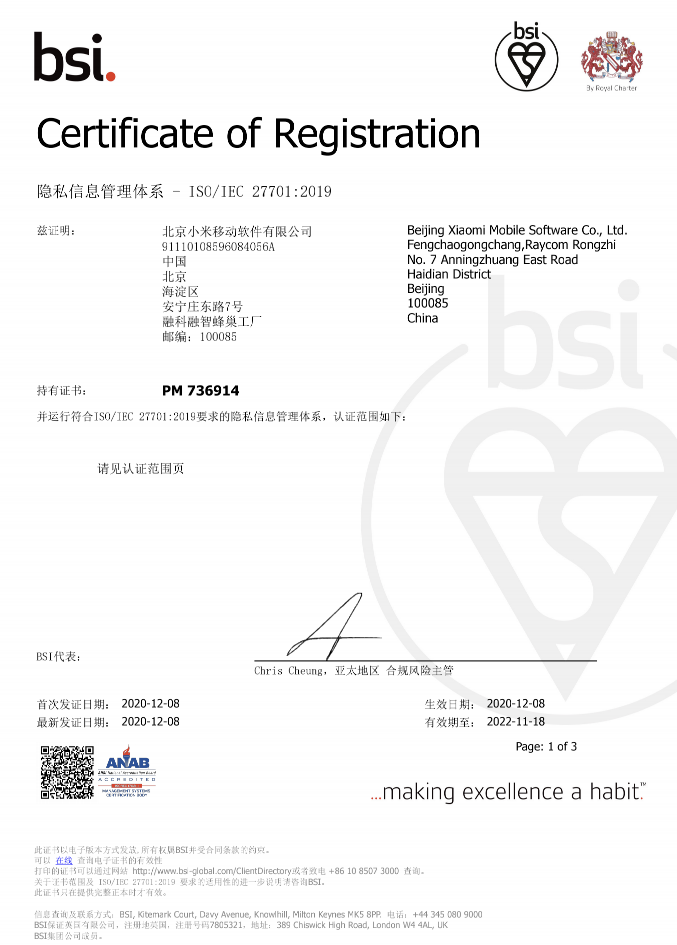 bsi.
bsi
By Royal Charter
Certificate of Registration
隐私信息管理体系 - ISO/IEC 27701:2019
兹证明:
北京小米移动软件有限公司
91110108596084056A
中国
北京
海淀区
安宁庄东路7号
融科融智蜂巢工厂
邮编: 100085
Beijing Xiaomi Mobile Software Co., Ltd.
Fengchaogongchang,Raycom Rongzhi
No. 7 Anningzhuang East Road
Haidian District
Beijing
100085
China
bsi
持有证书:
PM 736914
并运行符合ISO/IEC 27701:2019要求的隐私信息管理体系, 认证范围如下:
请见认证范围页
BSI代表:
Chris Cheung, 亚太地区 合规风险主管
首次发证日期: 2020-12-08
生效日期: 2020-12-08
最新发证日期: 2020-12-08
有效期至: 2022-11-18
Page: 1 of 3
ANAB
ACCREDITED
MANAGEMENT SYSTEMS
CERTIFICATION BODY
...making excellence a habit.™
此证书以电子版本方式发放,所有权属BSI并受合同条款的约束。
可以 在线 查询电子证书的有效性
打印的证书可以通过网站 http://www.bsi-global.com/ClientDirectory或者致电 +86 10 8507 3000 查询。
关于证书范围及 ISO/IEC 27701:2019 要求的适用性的进一步说明请咨询BSI。
此证书只在提供完整正本时才有效。
信息查询及联系方式: BSI, Kitemark Court, Davy Avenue, Knowlhill, Milton Keynes MK5 8PP. 电话: +44 345 080 9000
BSI保证英国有限公司, 注册地英国, 注册号码7805321, 地址: 389 Chiswick High Road, London W4 4AL, UK
BSI集团公司成员。